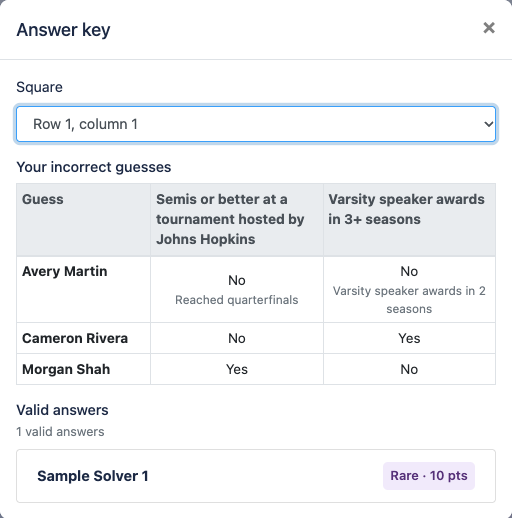 Answer key
×
Square
Row 1, column 1
Your incorrect guesses
Guess
Semis or better at a
tournament hosted by
Johns Hopkins
Varsity speaker awards
in 3+ seasons
Avery Martin
No
Reached quarterfinals
No
Varsity speaker awards in 2
seasons
Cameron Rivera
No
Yes
Morgan Shah
Yes
No
Valid answers
1 valid answers
Sample Solver 1
Rare · 10 pts